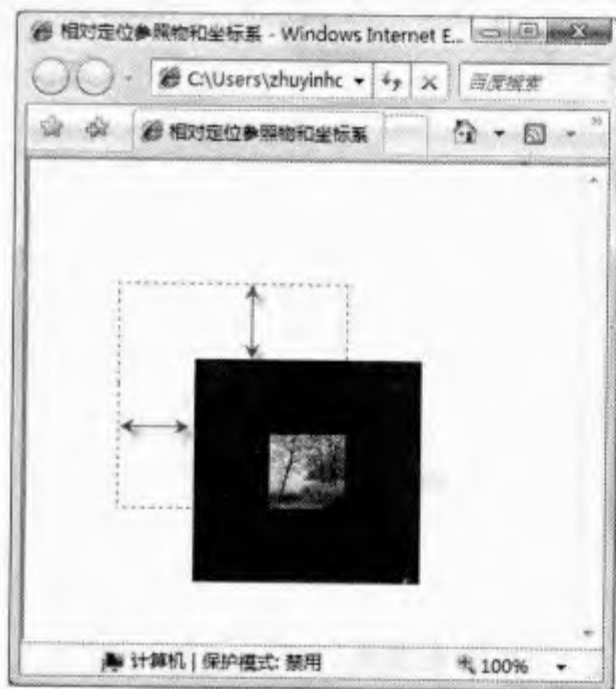 相对定位参照物和坐标系 - Windows Internet E...
C:\Users\zhuyinhc
百度搜索
相对定位参照物和坐标系
计算机 | 保护模式: 禁用
100%